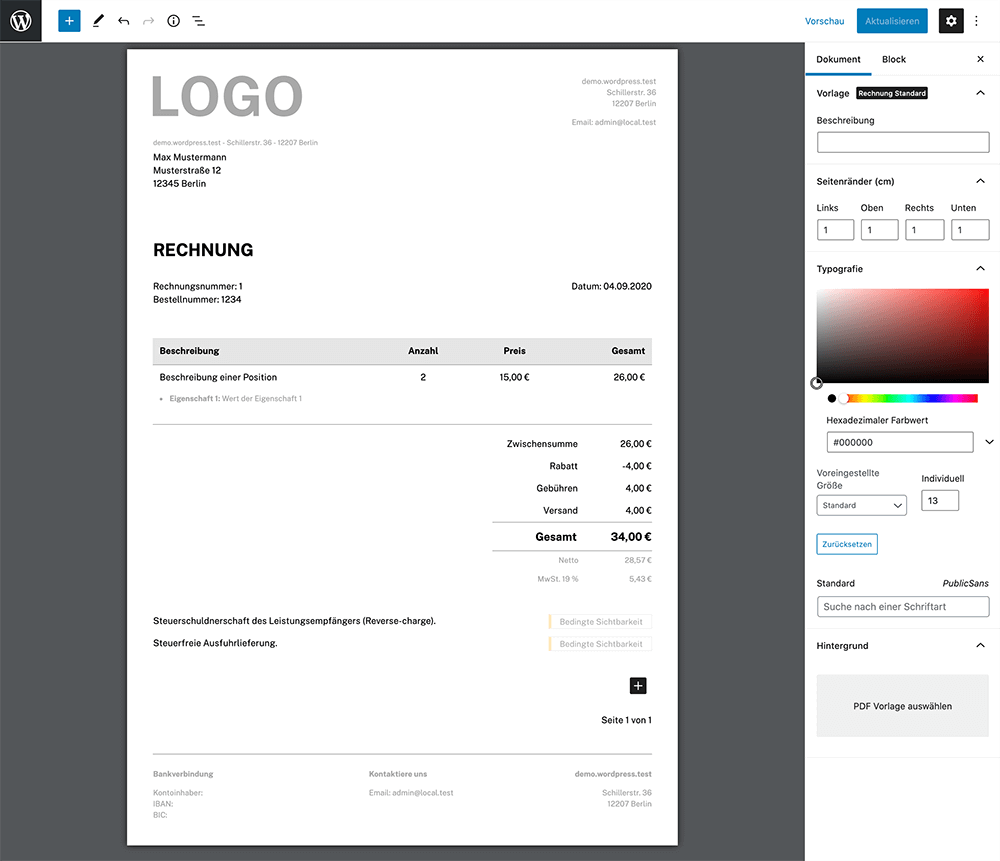 Vorschau
Aktualisieren
LOGO
demo.wordpress.test
Schillerstr. 36
12207 Berlin
Email: admin@local.test
demo.wordpress.test - Schillerstr. 36 - 12207 Berlin
Max Mustermann
Musterstraße 12
12345 Berlin
RECHNUNG
Rechnungsnummer: 1
Bestellnummer: 1234
Datum: 04.09.2020
Beschreibung Anzahl Preis Gesamt
Beschreibung einer Position 2 15,00 € 26,00 €
• Eigenschaft 1: Wert der Eigenschaft 1
Zwischensumme 26,00 €
Rabatt -4,00 €
Gebühren 4,00 €
Versand 4,00 €
Gesamt 34,00 €
Netto 28,57 €
MwSt. 19 % 5,43 €
Steuerschuldnerschaft des Leistungsempfängers (Reverse-charge). Bedingte Sichtbarkeit
Steuerfreie Ausfuhrlieferung. Bedingte Sichtbarkeit
Seite 1 von 1
Bankverbindung
Kontoinhaber:
IBAN:
BIC:
Kontaktiere uns
Email: admin@local.test
demo.wordpress.test
Schillerstr. 36
12207 Berlin
Dokument Block
Vorlage Rechnung Standard
Beschreibung
Seitenränder (cm)
Links Oben Rechts Unten
1 1 1 1
Typografie
Hexadezimaler Farbwert
#000000
Voreingestellte
Größe
Standard
Individuell
13
Zurücksetzen
Standard PublicSans
Suche nach einer Schriftart
Hintergrund
PDF Vorlage auswählen